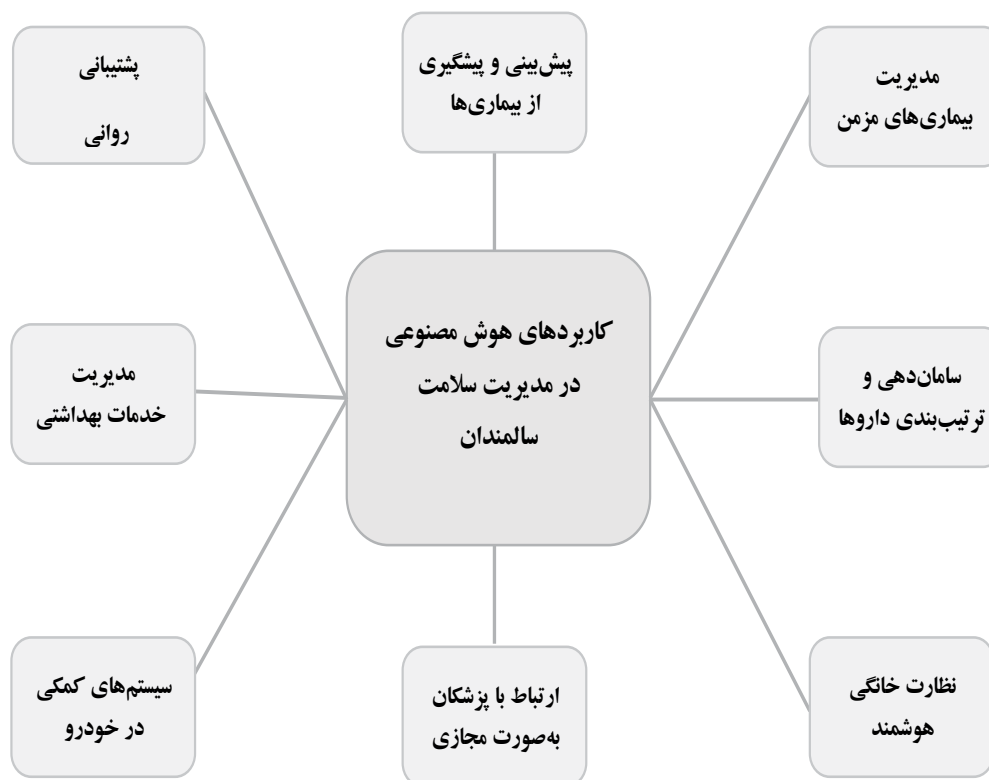 مدیریت
بیماری‌های مزمن
پیش‌بینی و پیشگیری
از بیماری‌ها
پشتیبانی
روانی
سامان‌دهی و
ترتیب‌بندی داروها
کاربردهای هوش مصنوعی
در مدیریت سلامت
سالمندان
مدیریت
خدمات بهداشتی
نظارت خانگی
هوشمند
ارتباط با پزشکان
به‌صورت مجازی
سیستم‌های کمکی
در خودرو